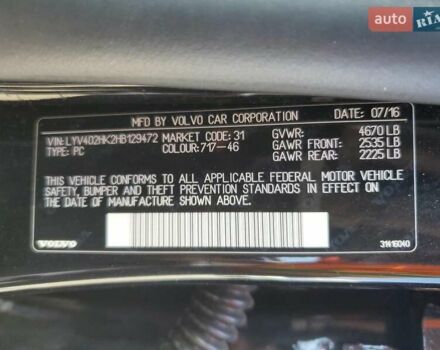 auto RIA.com
MFD BY VOLVO CAR CORPORATION DATE: 07/16
VIN:LYV402HK2HB129472 MARKET CODE: 31 GVWR: 4670 LB
TYPE: PC COLOUR:717-46 GAWR FRONT: 2535 LB
GAWR REAR: 2225 LB
THIS VEHICLE CONFORMS TO ALL APPLICABLE FEDERAL MOTOR VEHICLE
SAFETY, BUMPER AND THEFT PREVENTION STANDARDS IN EFFECT ON
THE DATE OF MANUFACTURE SHOWN ABOVE.
VOLVO 31416040